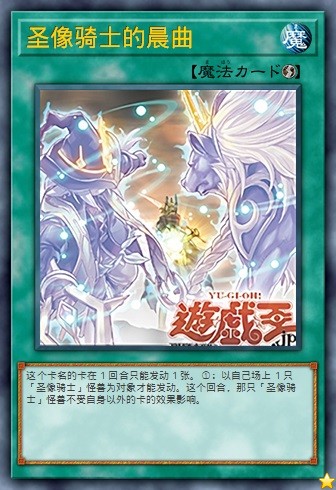 圣像骑士的晨曲
魔
【魔法カード】
YU-GI-OH!
遊戯王
.JP
这个卡名的卡在1回合只能发动1张。①：以自己场上1只
「圣像骑士」怪兽为对象才能发动。这个回合，那只「圣像骑
士」怪兽不受自身以外的卡的效果影响。